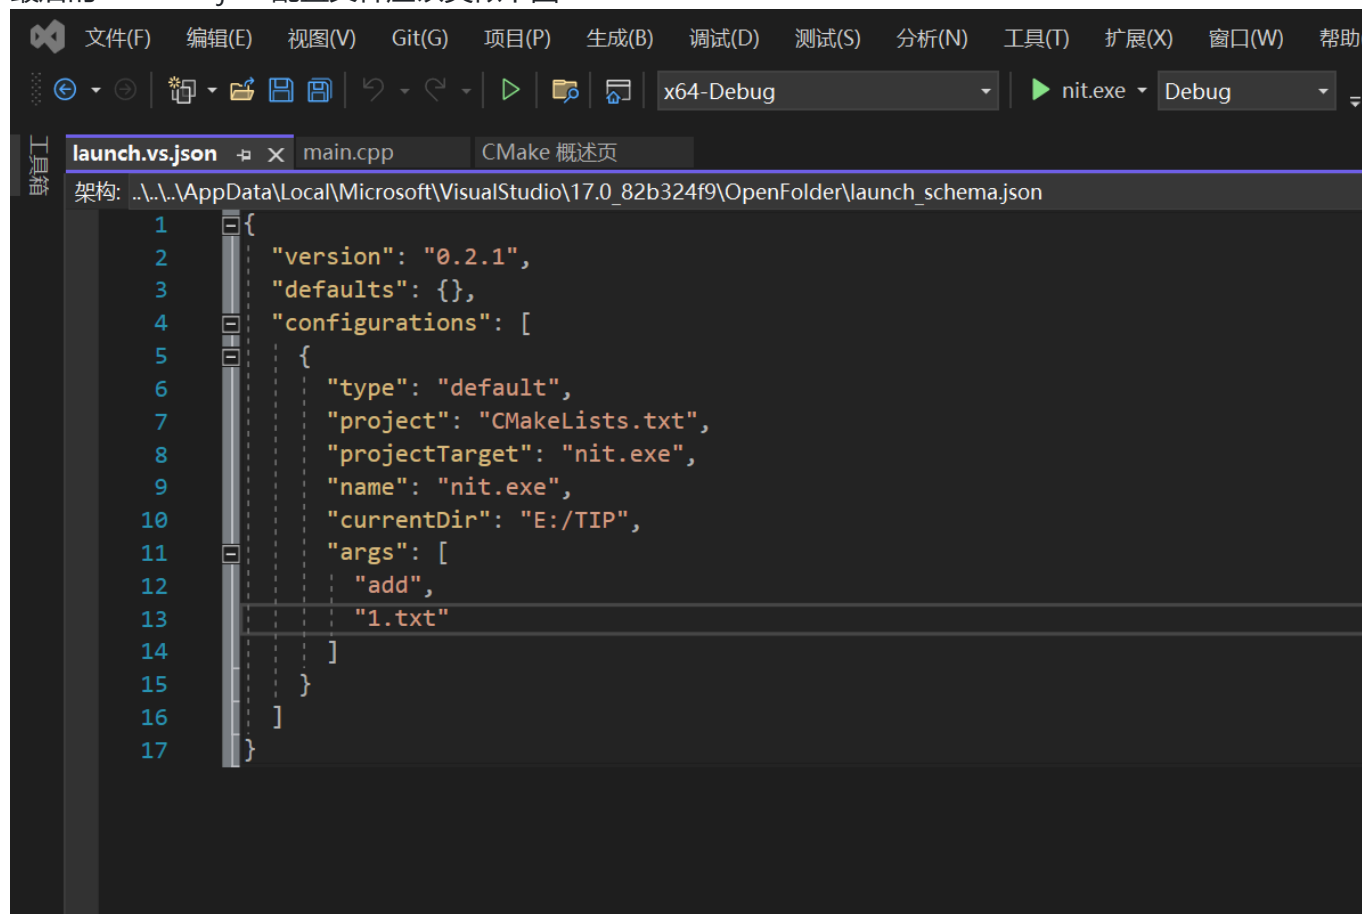 文件(F) 编辑(E) 视图(V) Git(G) 项目(P) 生成(B) 调试(D) 测试(S) 分析(N) 工具(T) 扩展(X) 窗口(W) 帮助
x64-Debug nit.exe Debug
工具箱
launch.vs.json main.cpp CMake 概述页
架构: ..\..\..\AppData\Local\Microsoft\VisualStudio\17.0_82b324f9\OpenFolder\launch_schema.json
1 {
2 "version": "0.2.1",
3 "defaults": {},
4 "configurations": [
5 {
6 "type": "default",
7 "project": "CMakeLists.txt",
8 "projectTarget": "nit.exe",
9 "name": "nit.exe",
10 "currentDir": "E:/TIP",
11 "args": [
12 "add",
13 "1.txt"
14 ]
15 }
16 ]
17 }